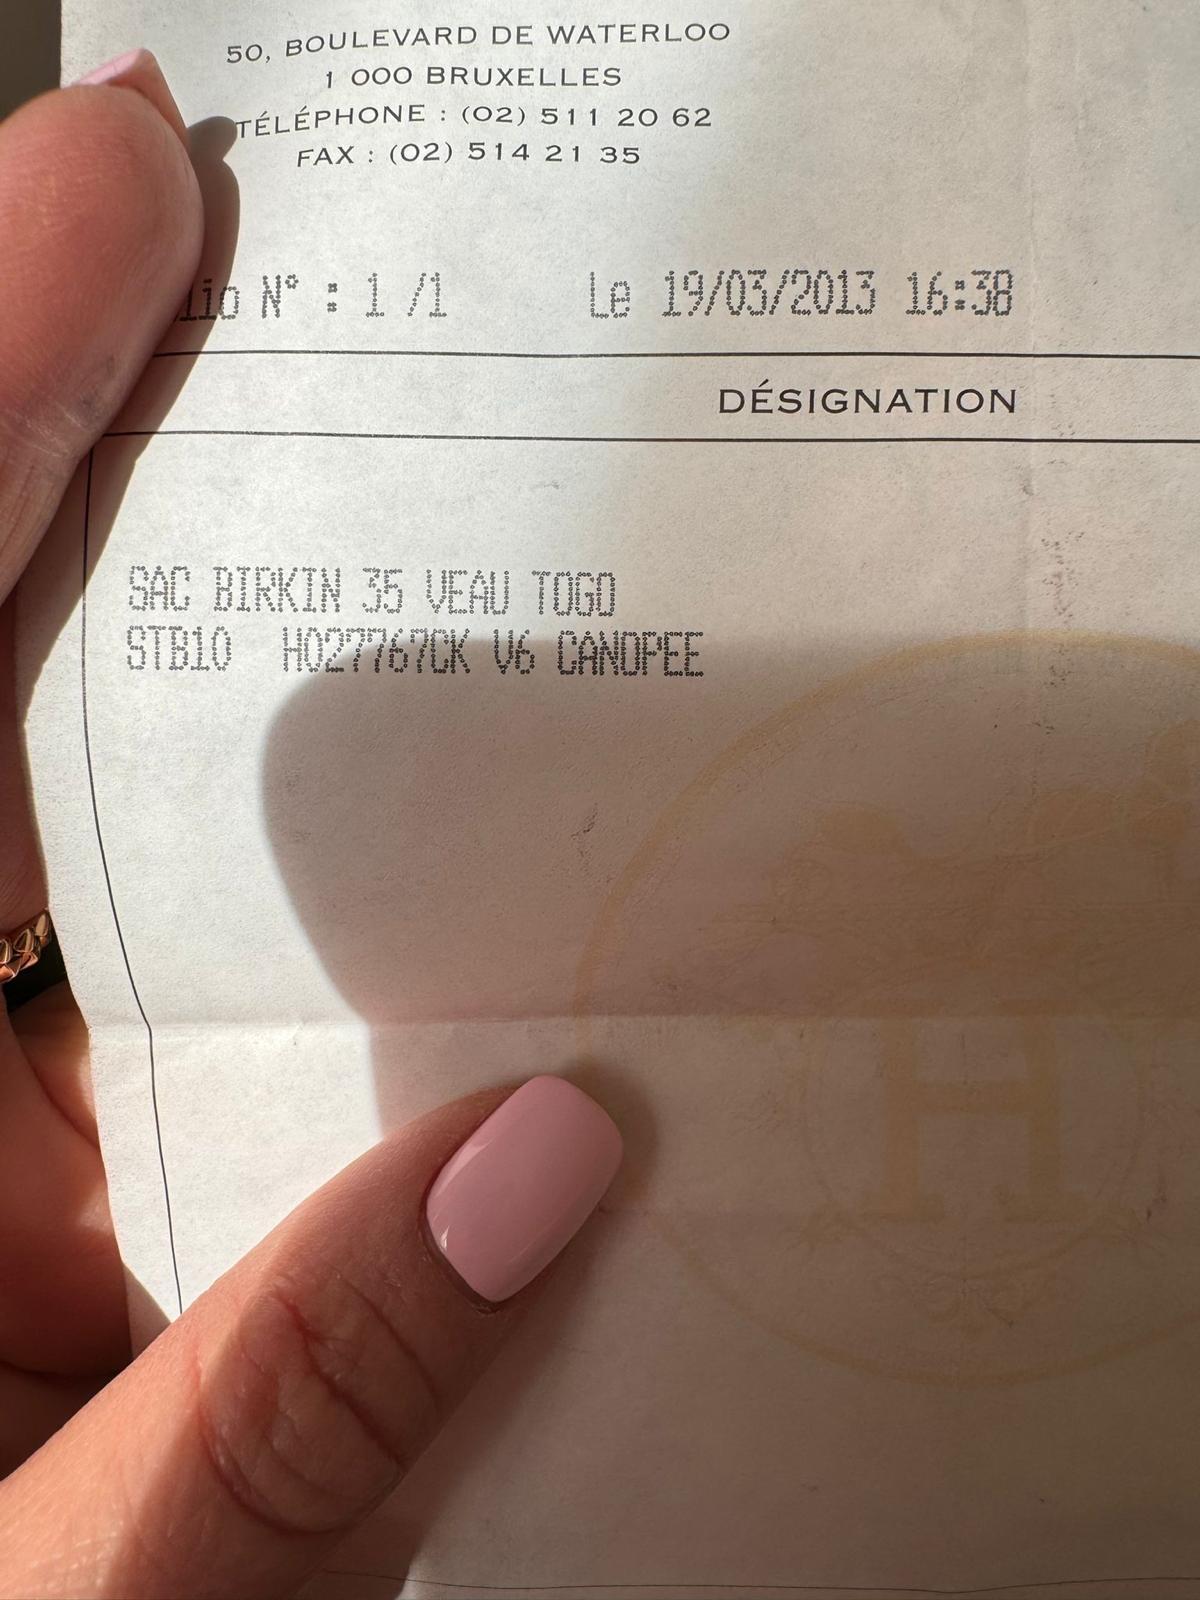 50, BOULEVARD DE WATERLOO
1 000 BRUXELLES
TÉLÉPHONE : (02) 511 20 62
FAX : (02) 514 21 35
lio N° : 1 /1 Le 19/03/2013 16:38
DÉSIGNATION
SAC BIRKIN 35 VEAU TOGO
STB10 H027767CK V6 CANOPEE
H